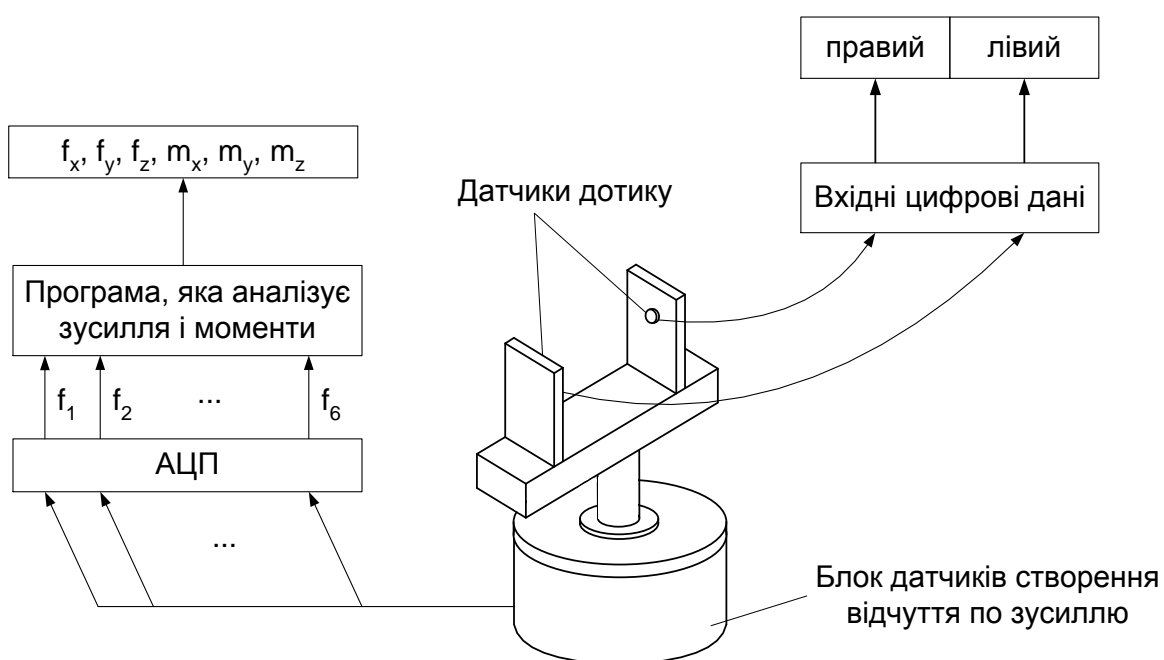 правий
лівий
f_x, f_y, f_z, m_x, m_y, m_z
Датчики дотику
Вхідні цифрові дані
Програма, яка аналізує
зусилля і моменти
f_1
f_2
...
f_6
АЦП
...
Блок датчиків створення
відчуття по зусиллю